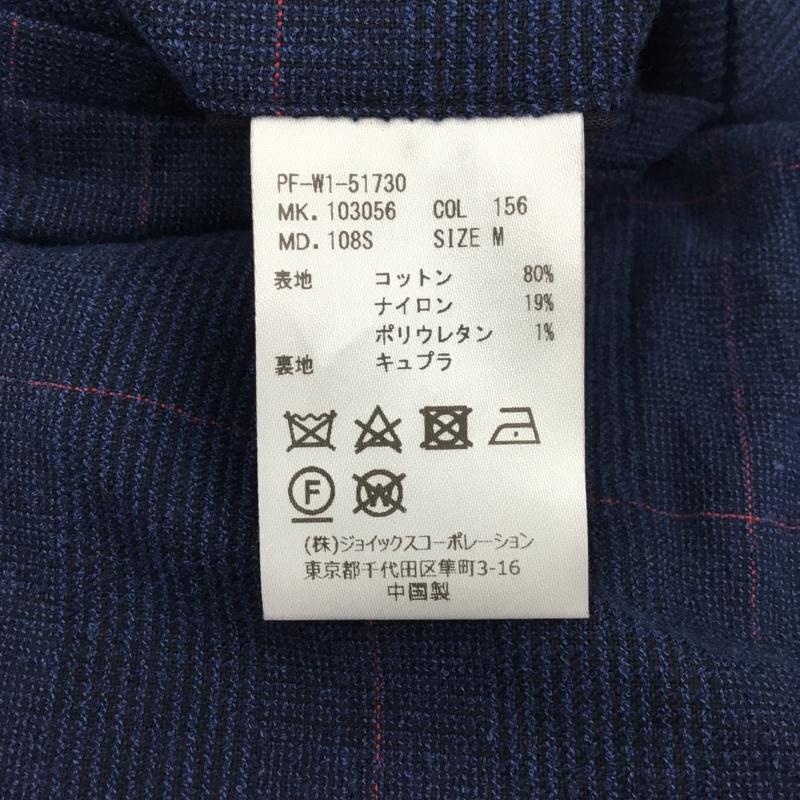 PF-W1-51730
MK. 103056 COL 156
MD. 108S SIZE M
表地 コットン 80%
ナイロン 19%
ポリウレタン 1%
裏地 キュプラ
F W
(株)ジョイックスコーポレーション
東京都千代田区隼町3-16
中国製